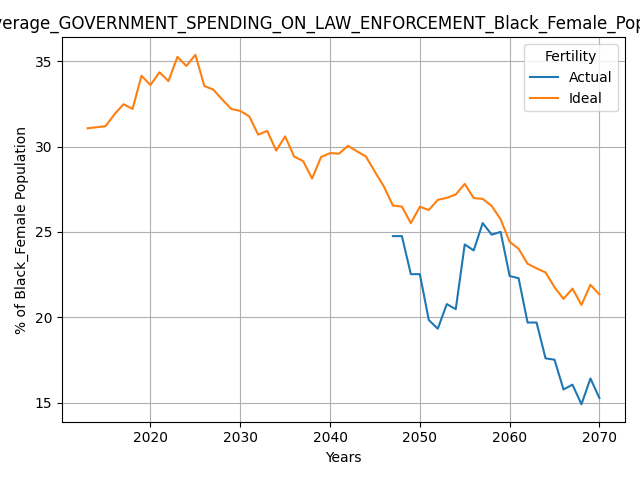 verage_GOVERNMENT_SPENDING_ON_LAW_ENFORCEMENT_Black_Female_Pop
Fertility
Actual
Ideal
% of Black_Female Population
35
30
25
20
15
2020 2030 2040 2050 2060 2070
Years